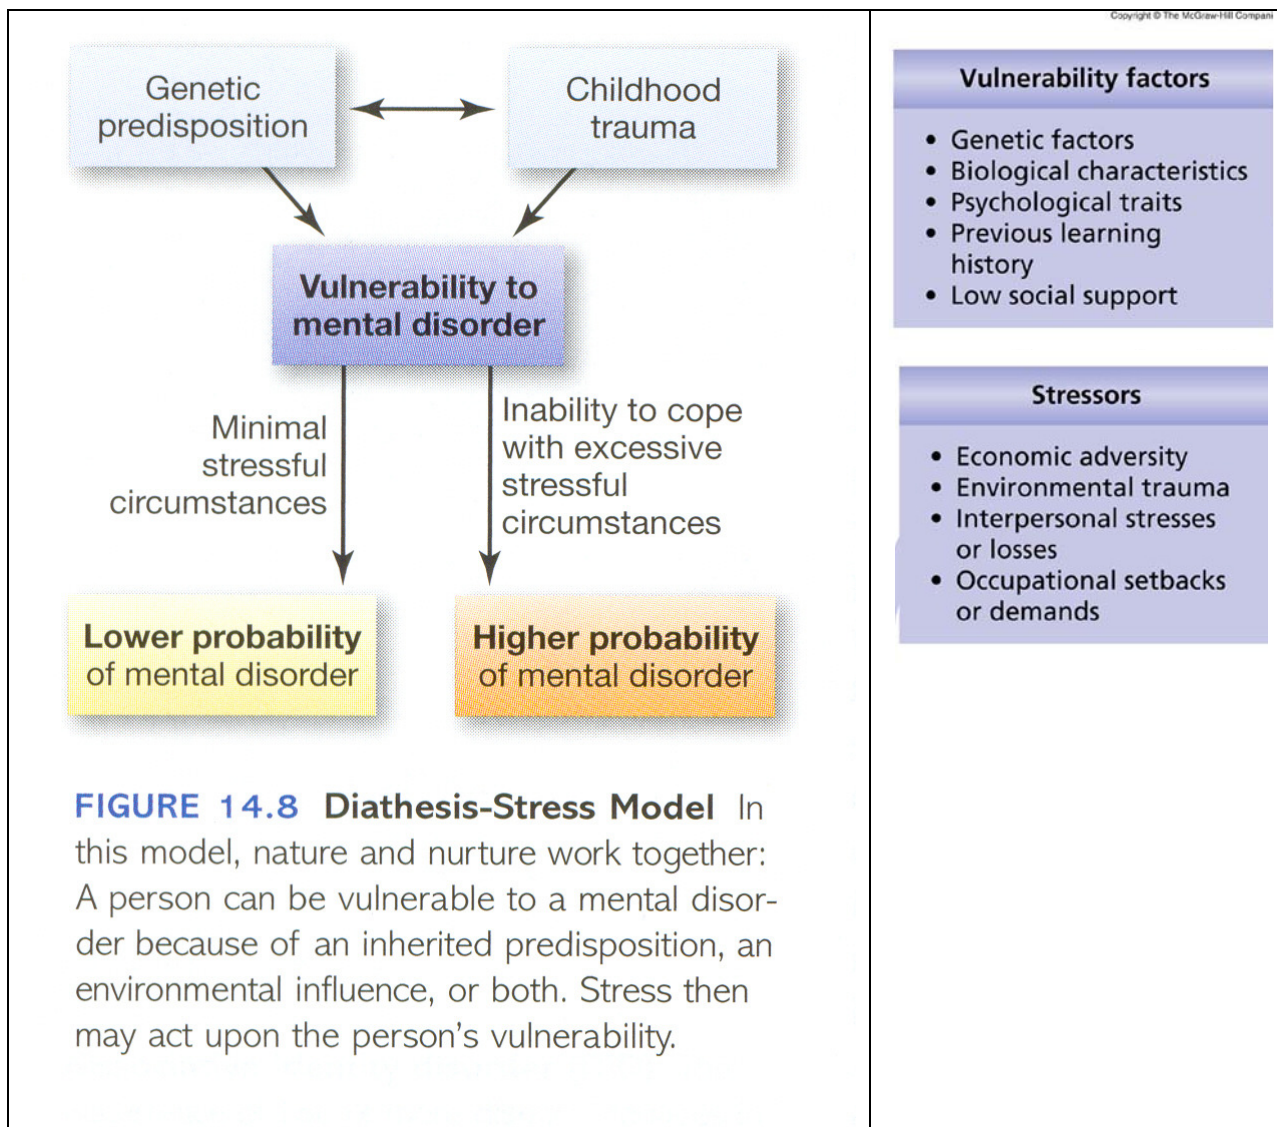 Genetic
predisposition
Childhood
trauma
Vulnerability to
mental disorder
Minimal
stressful
circumstances
Inability to cope
with excessive
stressful
circumstances
Lower probability
of mental disorder
Higher probability
of mental disorder
FIGURE 14.8 Diathesis-Stress Model In
this model, nature and nurture work together:
A person can be vulnerable to a mental disor-
der because of an inherited predisposition, an
environmental influence, or both. Stress then
may act upon the person's vulnerability.
Copyright © The McGraw-Hill Compani
Vulnerability factors
• Genetic factors
• Biological characteristics
• Psychological traits
• Previous learning
history
• Low social support
Stressors
• Economic adversity
• Environmental trauma
• Interpersonal stresses
or losses
• Occupational setbacks
or demands